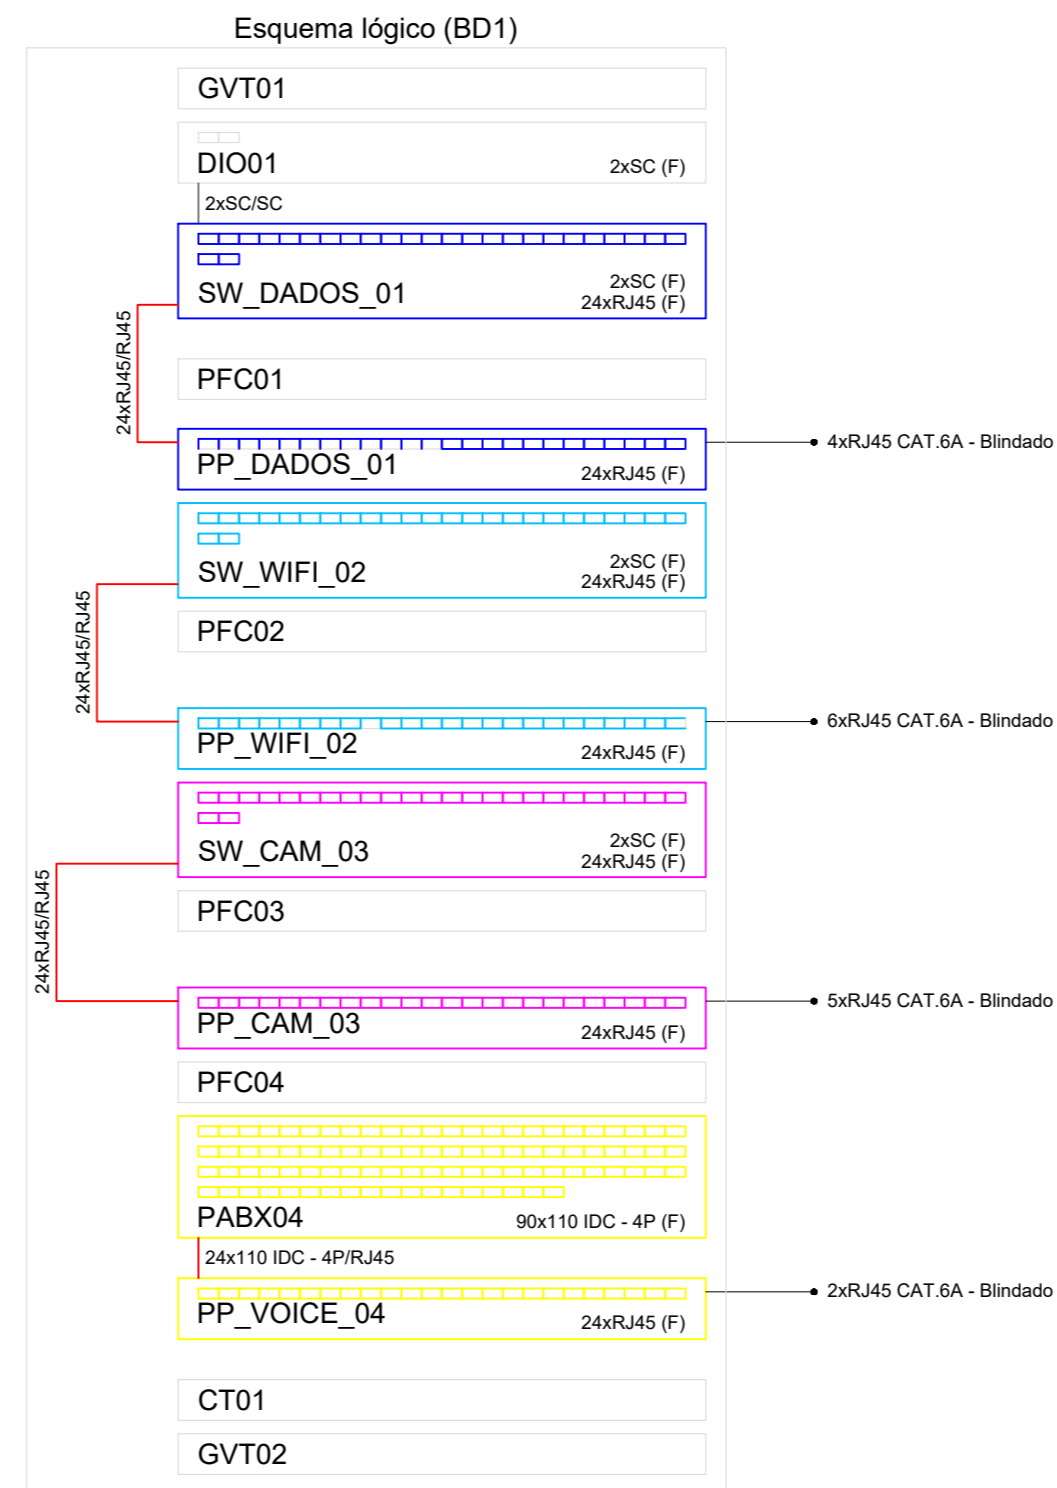 Esquema lógico (BD1)
GVT01
DIO01
2xSC (F)
2xSC/SC
SW_DADOS_01
2xSC (F)
24xRJ45 (F)
24xRJ45/RJ45
PFC01
PP_DADOS_01
24xRJ45 (F)
4xRJ45 CAT.6A - Blindado
SW_WIFI_02
2xSC (F)
24xRJ45 (F)
24xRJ45/RJ45
PFC02
PP_WIFI_02
24xRJ45 (F)
6xRJ45 CAT.6A - Blindado
SW_CAM_03
2xSC (F)
24xRJ45 (F)
24xRJ45/RJ45
PFC03
PP_CAM_03
24xRJ45 (F)
5xRJ45 CAT.6A - Blindado
PFC04
PABX04
90x110 IDC - 4P (F)
24x110 IDC - 4P/RJ45
PP_VOICE_04
24xRJ45 (F)
2xRJ45 CAT.6A - Blindado
CT01
GVT02